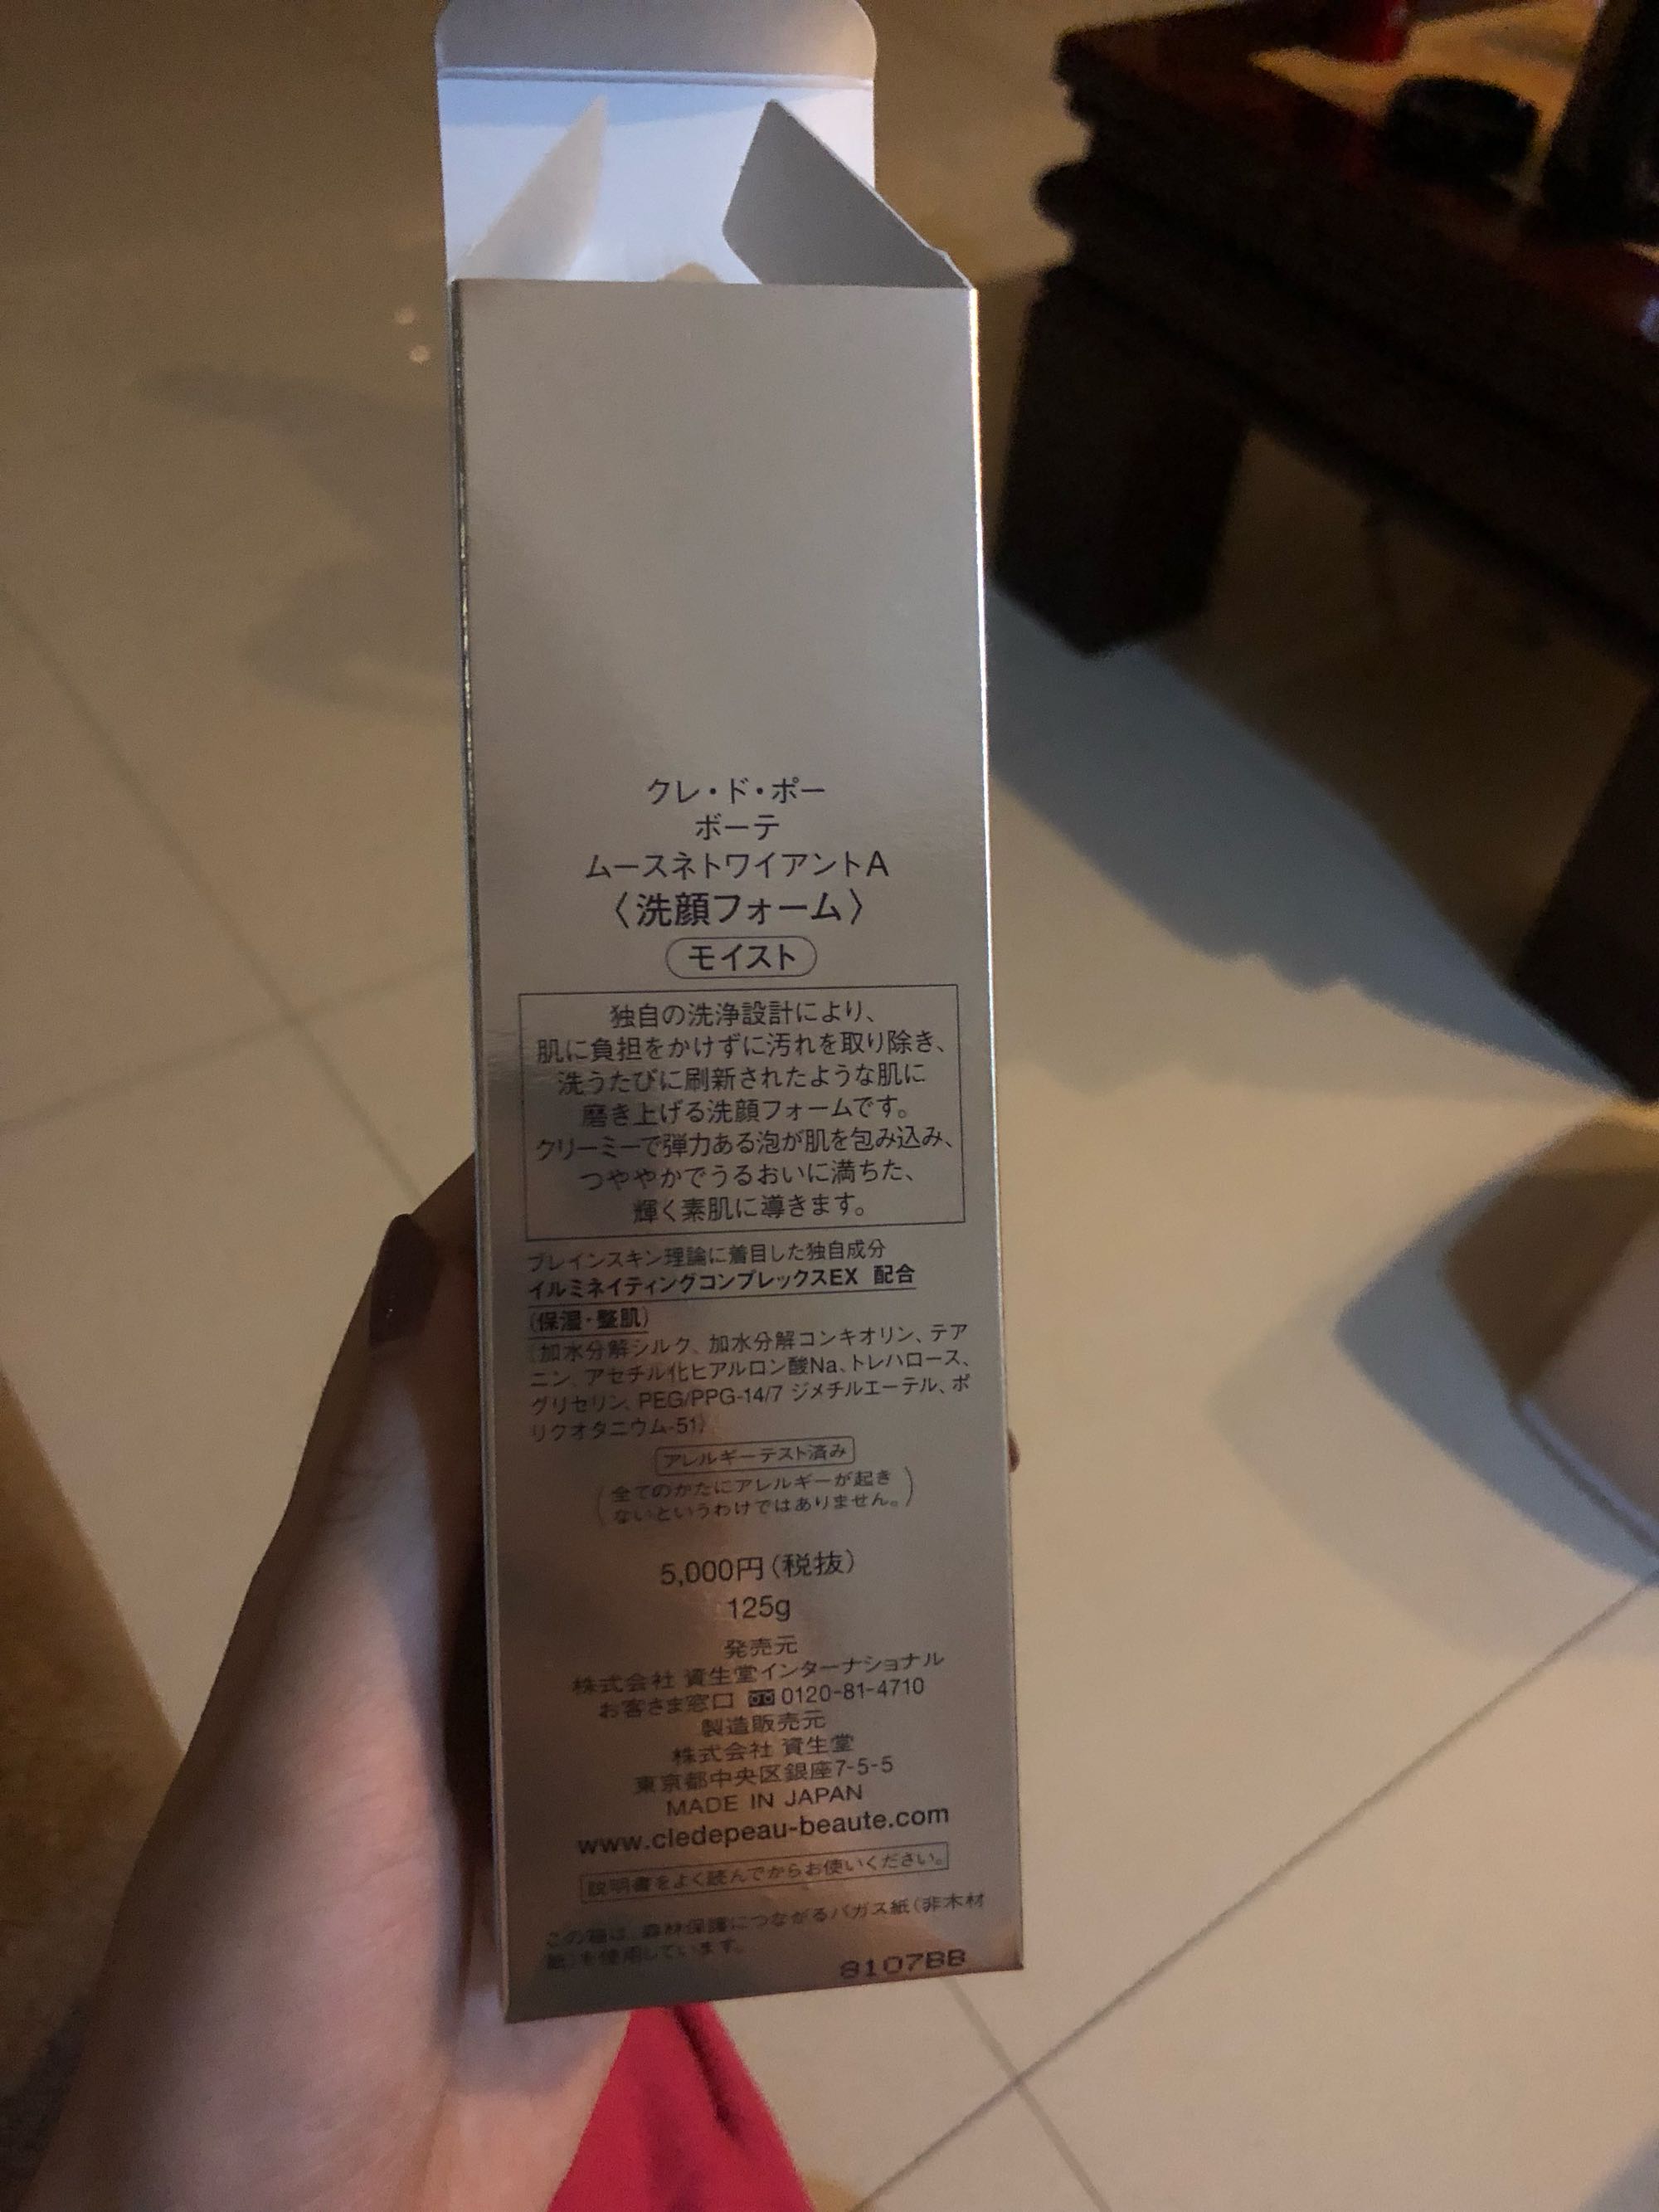 クレ・ド・ポー
ボーテ
ムースネトワイアントA
〈洗顔フォーム〉
モイスト
独自の洗浄設計により、
肌に負担をかけずに汚れを取り除き、
洗うたびに刷新されたような肌に
磨き上げる洗顔フォームです。
クリーミーで弾力ある泡が肌を包み込み、
つややかでうるおいに満ちた、
輝く素肌に導きます。
ブレインスキン理論に着目した独自成分
イルミネイティングコンプレックスEX 配合
(保湿・整肌)
(加水分解シルク、加水分解コンキオリン、テア
ニン、アセチル化ヒアルロン酸Na、トレハロース、
グリセリン、PEG/PPG-14/7 ジメチルエーテル、ポ
リクオタニウム-51)
アレルギーテスト済み
(全てのかたにアレルギーが起き
ないというわけではありません。)
5,000円(税抜)
125g
発売元
株式会社 資生堂インターナショナル
お客さま窓口 0120-81-4710
製造販売元
株式会社 資生堂
東京都中央区銀座7-5-5
MADE IN JAPAN
www.cledepeau-beaute.com
説明書をよく読んでからお使いください。
この箱は、森林保護につながるバガス紙(非木材
紙)を使用しています。
8107BB